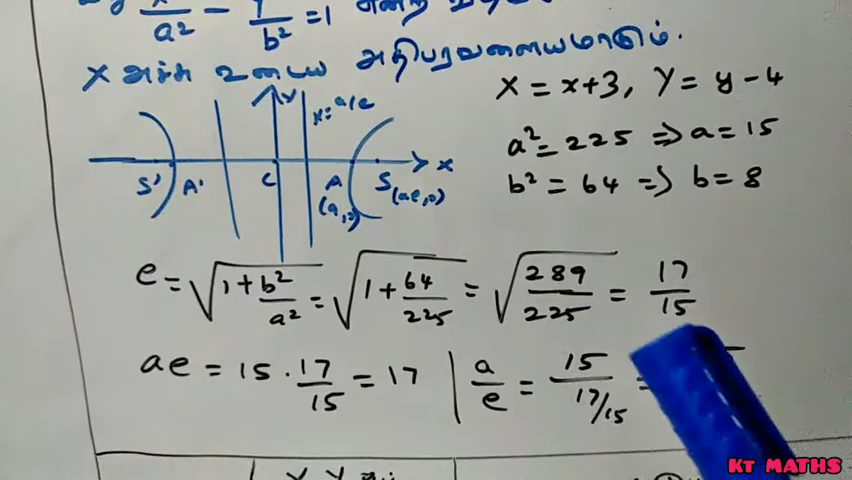 x²/a² - y²/b² = 1 என்ற
X அச்சு உடைய அதிபரவளையமாகும்.
X = x+3, Y = y-4
Y
x = a/e
a² = 225 ⇒ a = 15
b² = 64 ⇒ b = 8
S' A' C A S x
(a,0) (ae,0)
e = √(1 + b²/a²) = √(1 + 64/225) = √(289/225) = 17/15
ae = 15 · 17/15 = 17 | a/e = 15/(17/15) =
KT MATHS